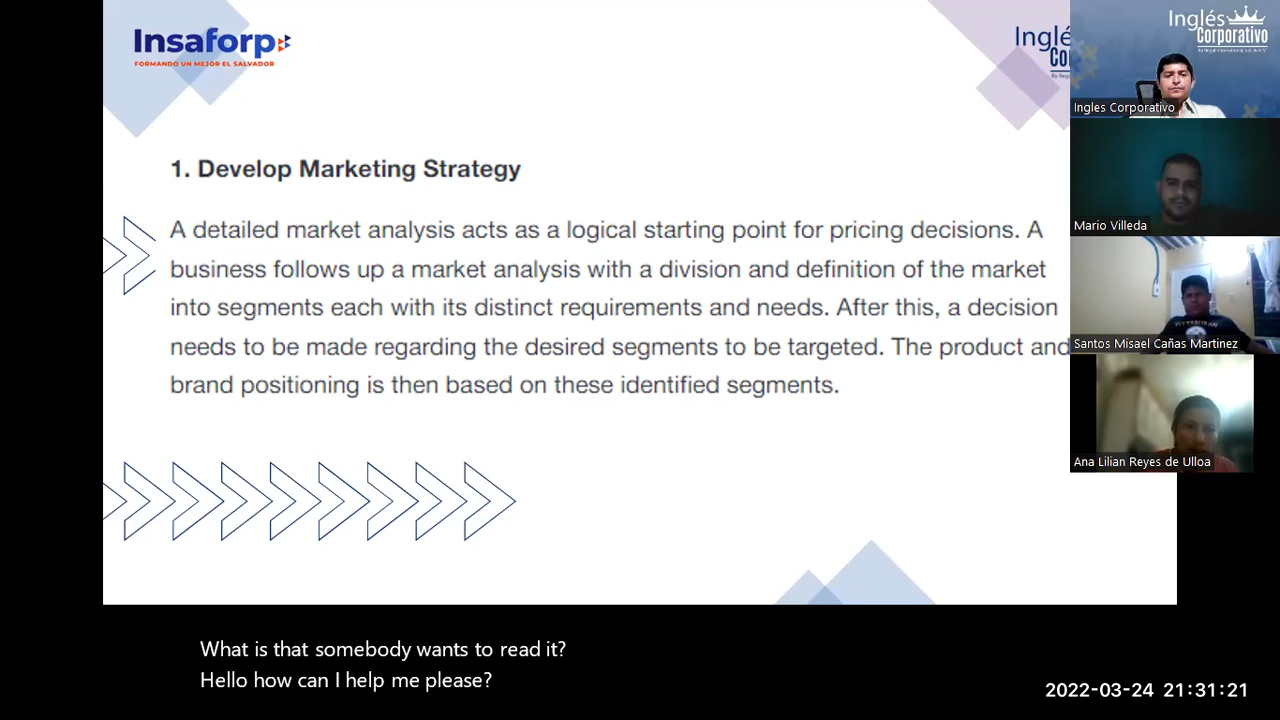 Insaforp
FORMANDO UN MEJOR EL SALVADOR
Inglé
Co
Inglés
Corporativo
Ingles Corporativo
Mario Villeda
Santos Misael Cañas Martinez
Ana Lilian Reyes de Ulloa
1. Develop Marketing Strategy
A detailed market analysis acts as a logical starting point for pricing decisions. A
business follows up a market analysis with a division and definition of the market
into segments each with its distinct requirements and needs. After this, a decision
needs to be made regarding the desired segments to be targeted. The product and
brand positioning is then based on these identified segments.
What is that somebody wants to read it?
Hello how can I help me please?
2022-03-24 21:31:21